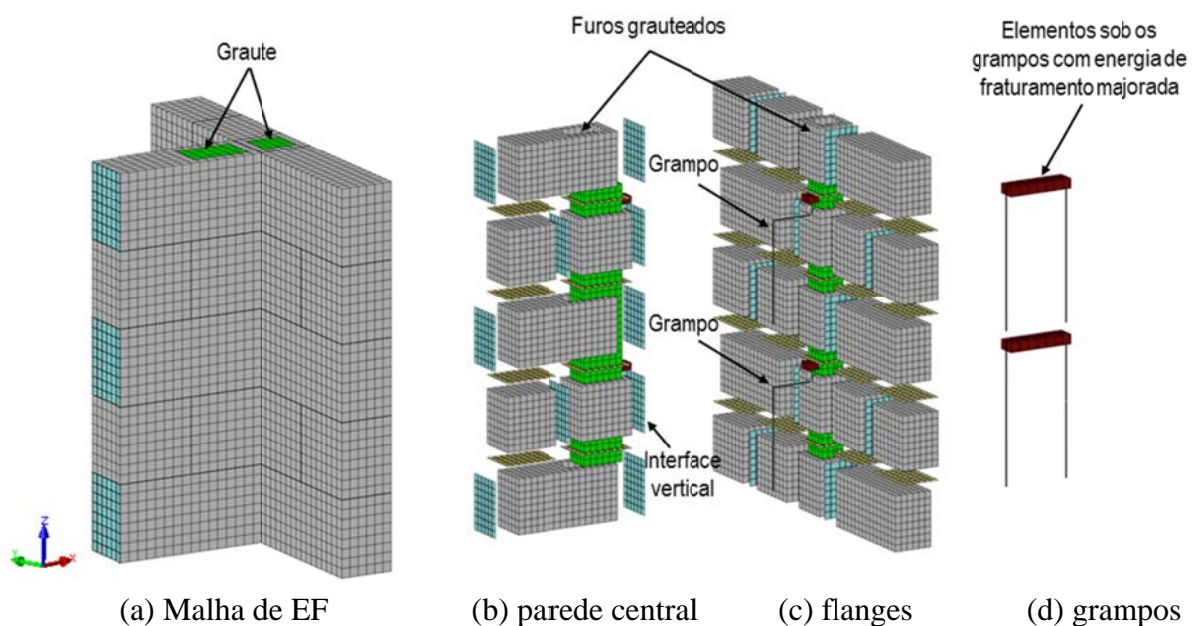 Graute
Furos grauteados
Elementos sob os
grampos com energia de
fraturamento majorada
Grampo
Grampo
Interface
vertical
Z
Y
X
(a) Malha de EF
(b) parede central
(c) flanges
(d) grampos